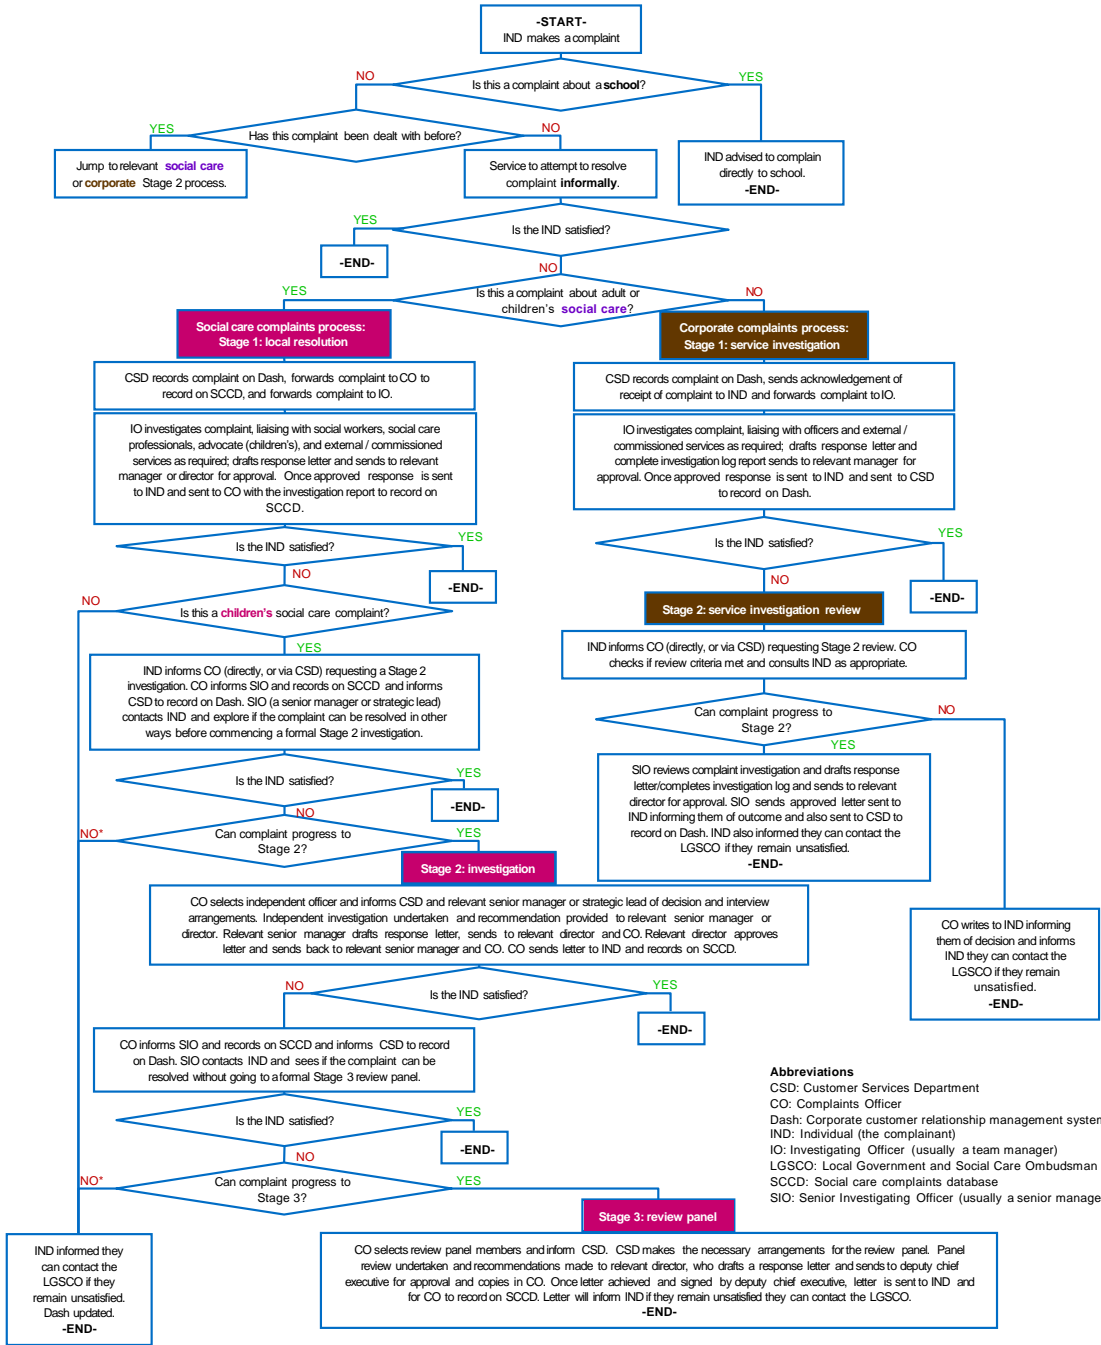 -START-
IND makes a complaint
NO
Is this a complaint about a school?
YES
YES
Has this complaint been dealt with before?
NO
Jump to relevant social care
or corporate Stage 2 process.
Service to attempt to resolve
complaint informally.
IND advised to complain
directly to school.
-END-
YES
Is the IND satisfied?
-END-
NO
YES
Is this a complaint about adult or
children's social care?
NO
Social care complaints process:
Stage 1: local resolution
CSD records complaint on Dash, forwards complaint to CO to
record on SCCD, and forwards complaint to IO.
IO investigates complaint, liaising with social workers, social care
professionals, advocate (children's), and external / commissioned
services as required; drafts response letter and sends to relevant
manager or director for approval. Once approved response is sent
to IND and sent to CO with the investigation report to record on
SCCD.
Is the IND satisfied?
YES
-END-
NO
NO
Is this a children's social care complaint?
YES
IND informs CO (directly, or via CSD) requesting a Stage 2
investigation. CO informs SIO and records on SCCD and informs
CSD to record on Dash. SIO (a senior manager or strategic lead)
contacts IND and explore if the complaint can be resolved in other
ways before commencing a formal Stage 2 investigation.
Is the IND satisfied?
YES
-END-
NO
NO*
Can complaint progress to
Stage 2?
YES
Corporate complaints process:
Stage 1: service investigation
CSD records complaint on Dash, sends acknowledgement of
receipt of complaint to IND and forwards complaint to IO.
IO investigates complaint, liaising with officers and external /
commissioned services as required; drafts response letter and
complete investigation log report sends to relevant manager for
approval. Once approved response is sent to IND and sent to CSD
to record on Dash.
Is the IND satisfied?
YES
-END-
NO
Stage 2: service investigation review
IND informs CO (directly, or via CSD) requesting Stage 2 review. CO
checks if review criteria met and consults IND as appropriate.
Can complaint progress to
Stage 2?
NO
YES
SIO reviews complaint investigation and drafts response
letter/completes investigation log and sends to relevant
director for approval. SIO sends approved letter sent to
IND informing them of outcome and also sent to CSD to
record on Dash. IND also informed they can contact the
LGSCO if they remain unsatisfied.
-END-
CO writes to IND informing
them of decision and informs
IND they can contact the
LGSCO if they remain
unsatisfied.
-END-
Stage 2: investigation
CO selects independent officer and informs CSD and relevant senior manager or strategic lead of decision and interview
arrangements. Independent investigation undertaken and recommendation provided to relevant senior manager or
director. Relevant senior manager drafts response letter, sends to relevant director and CO. Relevant director approves
letter and sends back to relevant senior manager and CO. CO sends letter to IND and records on SCCD.
NO
Is the IND satisfied?
YES
-END-
CO informs SIO and records on SCCD and informs CSD to record
on Dash. SIO contacts IND and sees if the complaint can be
resolved without going to a formal Stage 3 review panel.
Is the IND satisfied?
YES
-END-
NO
NO*
Can complaint progress to
Stage 3?
YES
Stage 3: review panel
CO selects review panel members and inform CSD. CSD makes the necessary arrangements for the review panel. Panel
review undertaken and recommendations made to relevant director, who drafts a response letter and sends to deputy chief
executive for approval and copies in CO. Once letter achieved and signed by deputy chief executive, letter is sent to IND and
for CO to record on SCCD. Letter will inform IND if they remain unsatisfied they can contact the LGSCO.
-END-
IND informed they
can contact the
LGSCO if they
remain unsatisfied.
Dash updated.
-END-
Abbreviations
CSD: Customer Services Department
CO: Complaints Officer
Dash: Corporate customer relationship management system
IND: Individual (the complainant)
IO: Investigating Officer (usually a team manager)
LGSCO: Local Government and Social Care Ombudsman
SCCD: Social care complaints database
SIO: Senior Investigating Officer (usually a senior manage